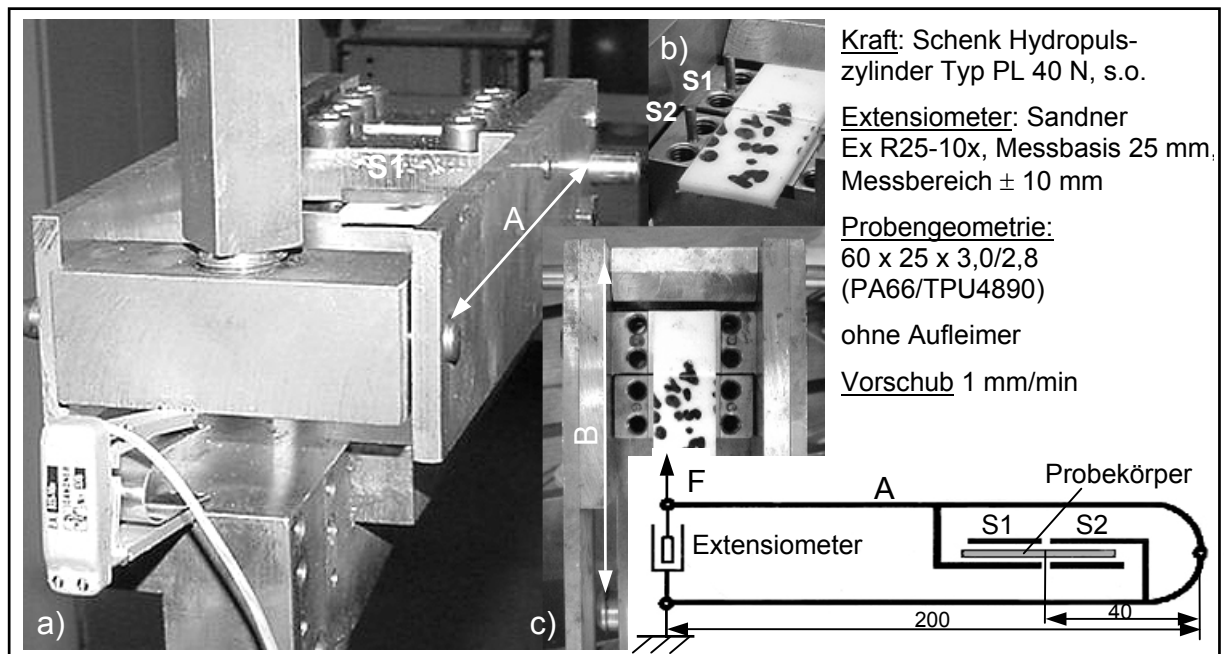 b)
S1
S2
S1
A
B
a)
c)
Kraft: Schenk Hydropuls-
zylinder Typ PL 40 N, s.o.
Extensiometer: Sandner
Ex R25-10x, Messbasis 25 mm,
Messbereich ± 10 mm
Probengeometrie:
60 x 25 x 3,0/2,8
(PA66/TPU4890)
ohne Aufleimer
Vorschub 1 mm/min
F
A
Probekörper
S1 S2
Extensiometer
200
40